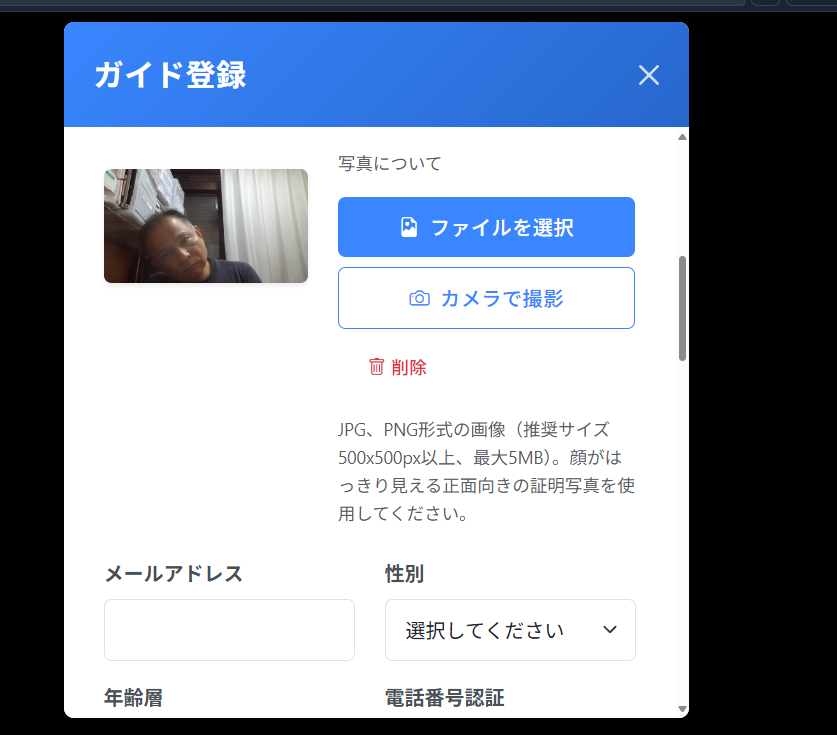 ガイド登録
写真について
ファイルを選択
カメラで撮影
削除
JPG、PNG形式の画像（推奨サイズ
500x500px以上、最大5MB）。顔がは
っきり見える正面向きの証明写真を使
用してください。
メールアドレス
性別
選択してください
年齢層
電話番号認証